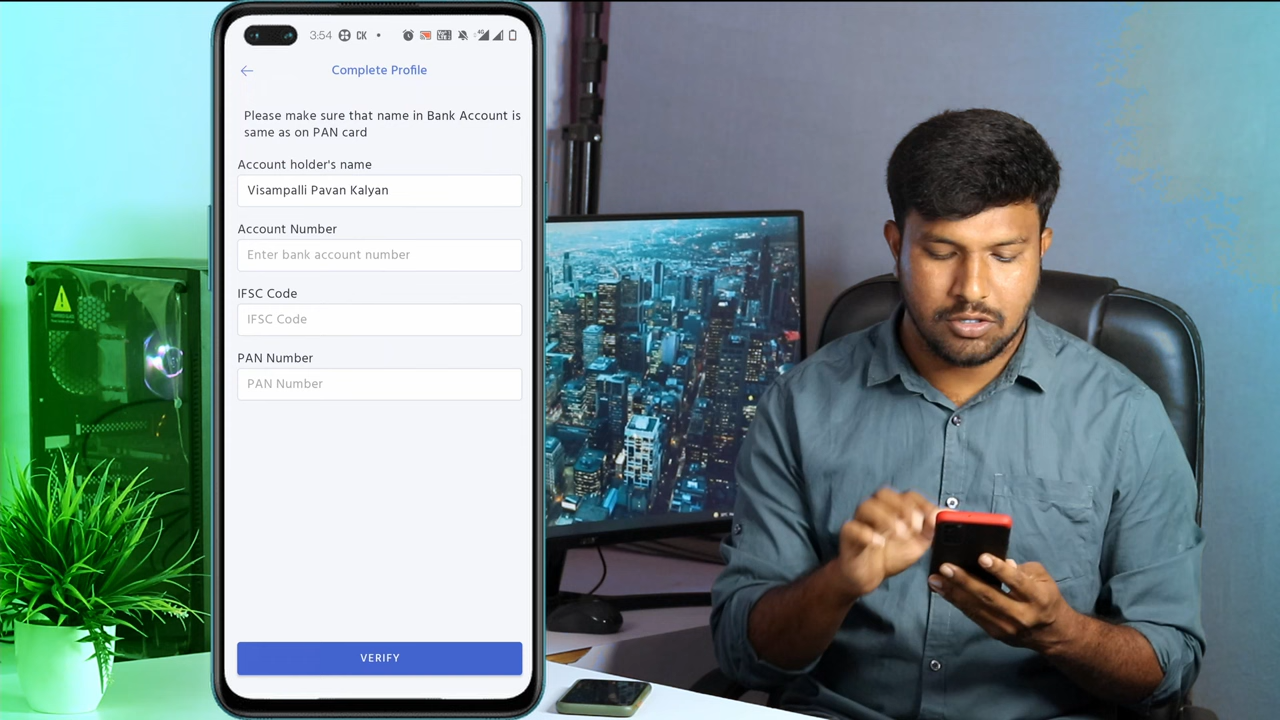 3:54 CK
Complete Profile
Please make sure that name in Bank Account is
same as on PAN card
Account holder's name
Visampalli Pavan Kalyan
Account Number
Enter bank account number
IFSC Code
IFSC Code
PAN Number
PAN Number
VERIFY